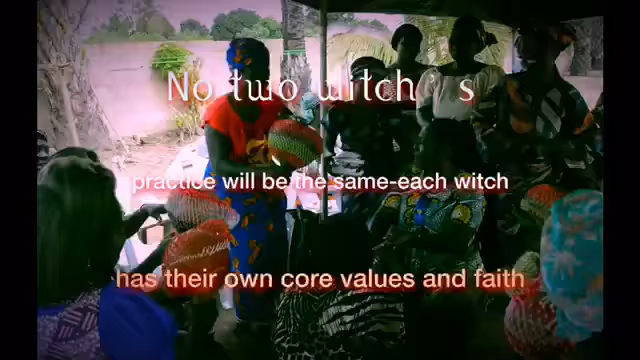 No two witch's
practice will be the same-each witch
has their own core values and faith